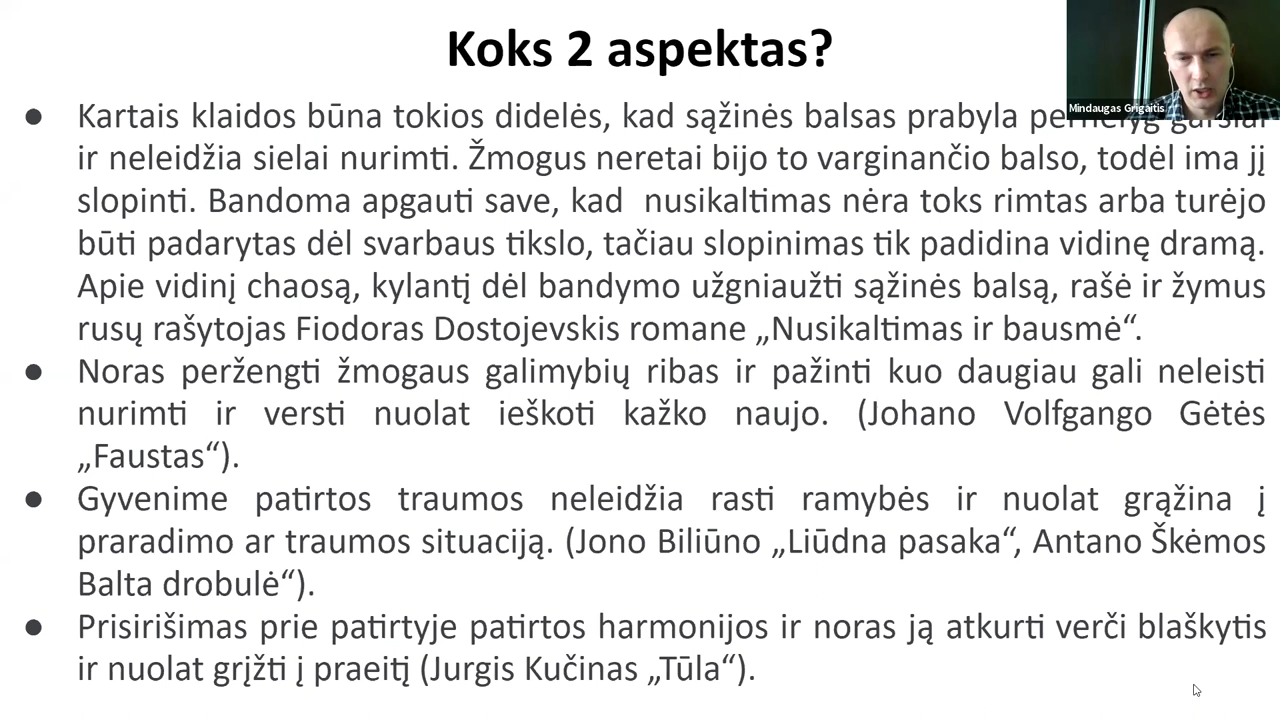 Koks 2 aspektas?
Mindaugas Grigaitis
● Kartais klaidos būna tokios didelės, kad sąžinės balsas prabyla
ir neleidžia sielai nurimti. Žmogus neretai bijo to varginančio balso, todėl ima jį
slopinti. Bandoma apgauti save, kad  nusikaltimas nėra toks rimtas arba turėjo
būti padarytas dėl svarbaus tikslo, tačiau slopinimas tik padidina vidinę dramą.
Apie vidinį chaosą, kylantį dėl bandymo užgniaužti sąžinės balsą, rašė ir žymus
rusų rašytojas Fiodoras Dostojevskis romane „Nusikaltimas ir bausmė“.
● Noras peržengti žmogaus galimybių ribas ir pažinti kuo daugiau gali neleisti
nurimti ir versti nuolat ieškoti kažko naujo. (Johano Volfgango Gėtės
„Faustas“).
● Gyvenime patirtos traumos neleidžia rasti ramybės ir nuolat grąžina į
praradimo ar traumos situaciją. (Jono Biliūno „Liūdna pasaka“, Antano Škėmos
Balta drobulė“).
● Prisirišimas prie patirtyje patirtos harmonijos ir noras ją atkurti verči blaškytis
ir nuolat grįžti į praeitį (Jurgis Kučinas „Tūla“).